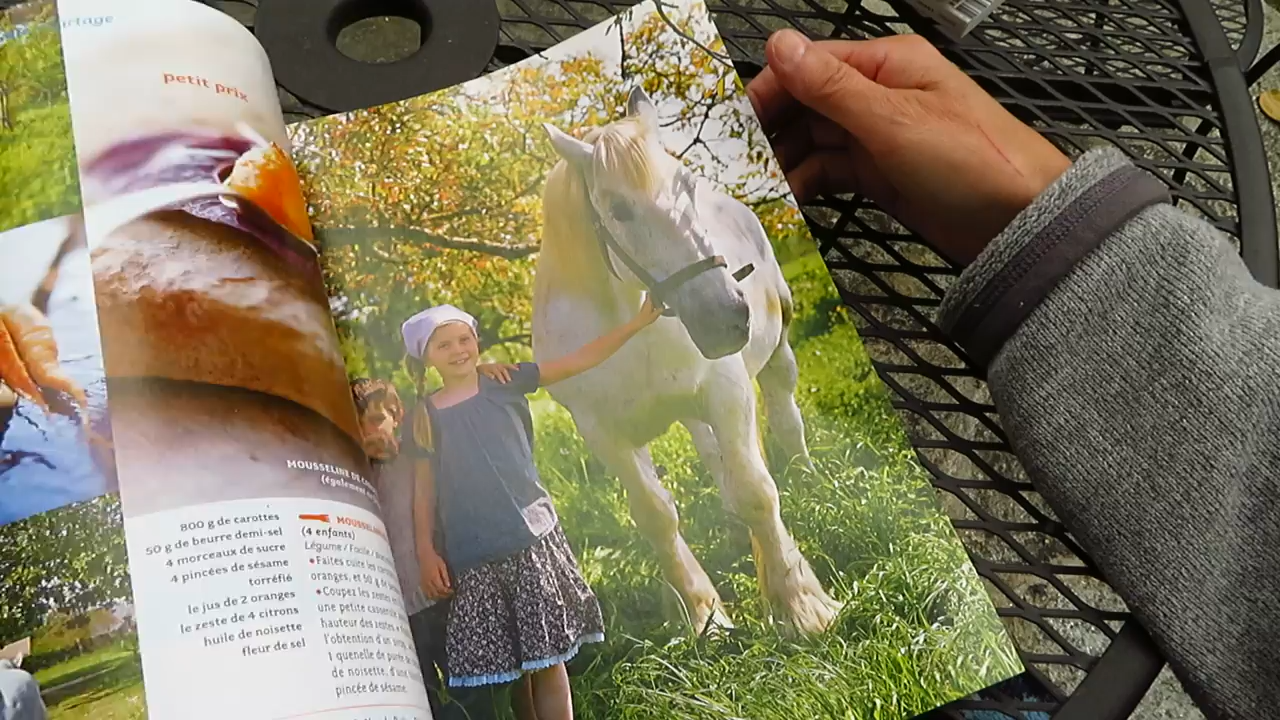 petit prix
MOUSSELINE DE
(également
800 g de carottes
50 g de beurre demi-sel
4 morceaux de sucre
4 pincées de sésame
torréfié
le jus de 2 oranges
le zeste de 4 citrons
huile de noisette
fleur de sel
(4 enfants)
Légume / Facile /
• Faites cuire les
oranges, et 50 g de
• Coupez les zestes
une petite casserole
hauteur des zestes
l'obtention d'un
1 quenelle de purée
de noisette, d'une
pincée de sésame.